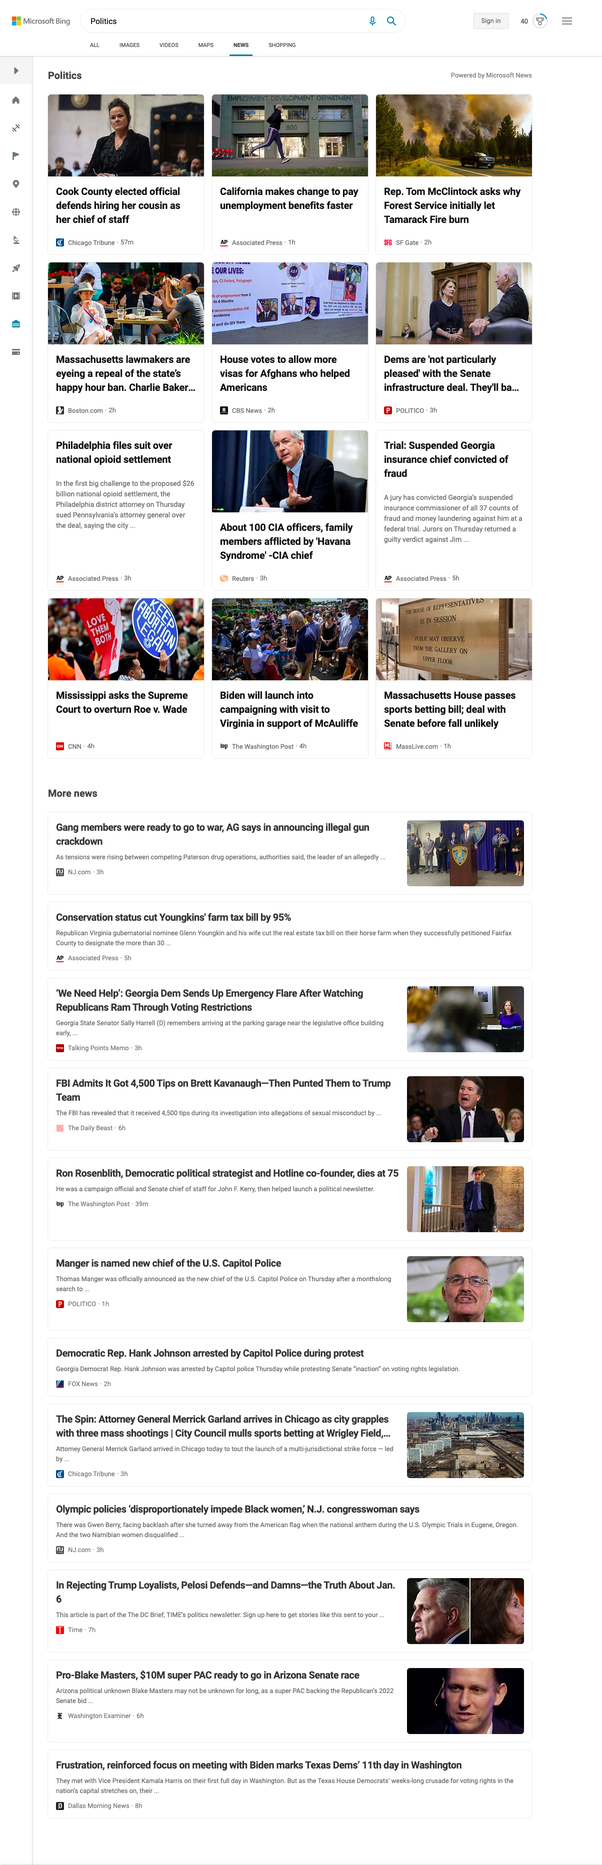 Microsoft Bing
Politics
Sign in
40
ALL
IMAGES
VIDEOS
MAPS
NEWS
SHOPPING
Politics
Powered by Microsoft News
Cook County elected official
defends hiring her cousin as
her chief of staff
Chicago Tribune · 57m
EMPLOYMENT DEVELOPMENT DEPARTMENT
800
California makes change to pay
unemployment benefits faster
AP Associated Press · 1h
Rep. Tom McClintock asks why
Forest Service initially let
Tamarack Fire burn
SF Gate · 2h
Massachusetts lawmakers are
eyeing a repeal of the state's
happy hour ban. Charlie Baker...
Boston.com · 2h
OUR LIVES:
House votes to allow more
visas for Afghans who helped
Americans
CBS News · 2h
Dems are 'not particularly
pleased' with the Senate
infrastructure deal. They'll ba...
POLITICO · 3h
Philadelphia files suit over
national opioid settlement
In the first big challenge to the proposed $26
billion national opioid settlement, the
Philadelphia district attorney on Thursday
sued Pennsylvania's attorney general over
the deal, saying the city ...
AP Associated Press · 3h
About 100 CIA officers, family
members afflicted by 'Havana
Syndrome' -CIA chief
Reuters · 3h
Trial: Suspended Georgia
insurance chief convicted of
fraud
A jury has convicted Georgia's suspended
insurance commissioner of all 37 counts of
fraud and money laundering against him at a
federal trial. Jurors on Thursday returned a
guilty verdict against Jim ...
AP Associated Press · 5h
LOVE
THEM
BOTH
KEEP
ABORTION
LEGAL
Mississippi asks the Supreme
Court to overturn Roe v. Wade
CNN · 4h
Biden will launch into
campaigning with visit to
Virginia in support of McAuliffe
wp The Washington Post · 4h
THE HOUSE OF REPRESENTATIVES
IS IN SESSION
PUBLIC MAY OBSERVE
FROM THE GALLERY ON
UPPER FLOOR
Massachusetts House passes
sports betting bill; deal with
Senate before fall unlikely
MassLive.com · 1h
More news
Gang members were ready to go to war, AG says in announcing illegal gun
crackdown
As tensions were rising between competing Paterson drug operations, authorities said, the leader of an allegedly ...
NJ.com · 3h
Conservation status cut Youngkins' farm tax bill by 95%
Republican Virginia gubernatorial nominee Glenn Youngkin and his wife cut the real estate tax bill on their horse farm when they successfully petitioned Fairfax
County to designate the more than 30 ...
AP Associated Press · 5h
'We Need Help': Georgia Dem Sends Up Emergency Flare After Watching
Republicans Ram Through Voting Restrictions
Georgia State Senator Sally Harrell (D) remembers arriving at the parking garage near the legislative office building
early, ...
Talking Points Memo · 3h
FBI Admits It Got 4,500 Tips on Brett Kavanaugh—Then Punted Them to Trump
Team
The FBI has revealed that it received 4,500 tips during its investigation into allegations of sexual misconduct by ...
The Daily Beast · 6h
Ron Rosenblith, Democratic political strategist and Hotline co-founder, dies at 75
He was a campaign official and Senate chief of staff for John F. Kerry, then helped launch a political newsletter.
wp The Washington Post · 39m
Manger is named new chief of the U.S. Capitol Police
Thomas Manger was officially announced as the new chief of the U.S. Capitol Police on Thursday after a monthslong
search to ...
POLITICO · 1h
Democratic Rep. Hank Johnson arrested by Capitol Police during protest
Georgia Democrat Rep. Hank Johnson was arrested by Capitol police Thursday while protesting Senate "inaction" on voting rights legislation.
FOX News · 2h
The Spin: Attorney General Merrick Garland arrives in Chicago as city grapples
with three mass shootings | City Council mulls sports betting at Wrigley Field,...
Attorney General Merrick Garland arrived in Chicago today to tout the launch of a multi-jurisdictional strike force — led
by ...
Chicago Tribune · 3h
Olympic policies 'disproportionately impede Black women,' N.J. congresswoman says
There was Gwen Berry, facing backlash after she turned away from the American flag when the national anthem during the U.S. Olympic Trials in Eugene, Oregon.
And the two Namibian women disqualified ...
NJ.com · 3h
In Rejecting Trump Loyalists, Pelosi Defends—and Damns—the Truth About Jan.
6
This article is part of the The DC Brief, TIME's politics newsletter. Sign up here to get stories like this sent to your ...
Time · 7h
Pro-Blake Masters, $10M super PAC ready to go in Arizona Senate race
Arizona political unknown Blake Masters may not be unknown for long, as a super PAC backing the Republican's 2022
Senate bid ...
Washington Examiner · 6h
Frustration, reinforced focus on meeting with Biden marks Texas Dems' 11th day in Washington
They met with Vice President Kamala Harris on their first full day in Washington. But as the Texas House Democrats' weeks-long crusade for voting rights in the
nation's capital stretches on, their ...
Dallas Morning News · 8h